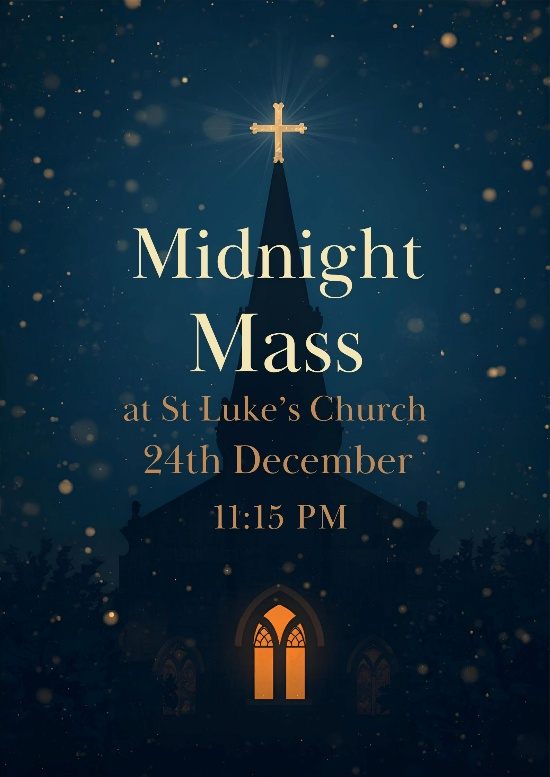 Midnight
Mass
at St Luke’s Church
24th December
11:15 PM